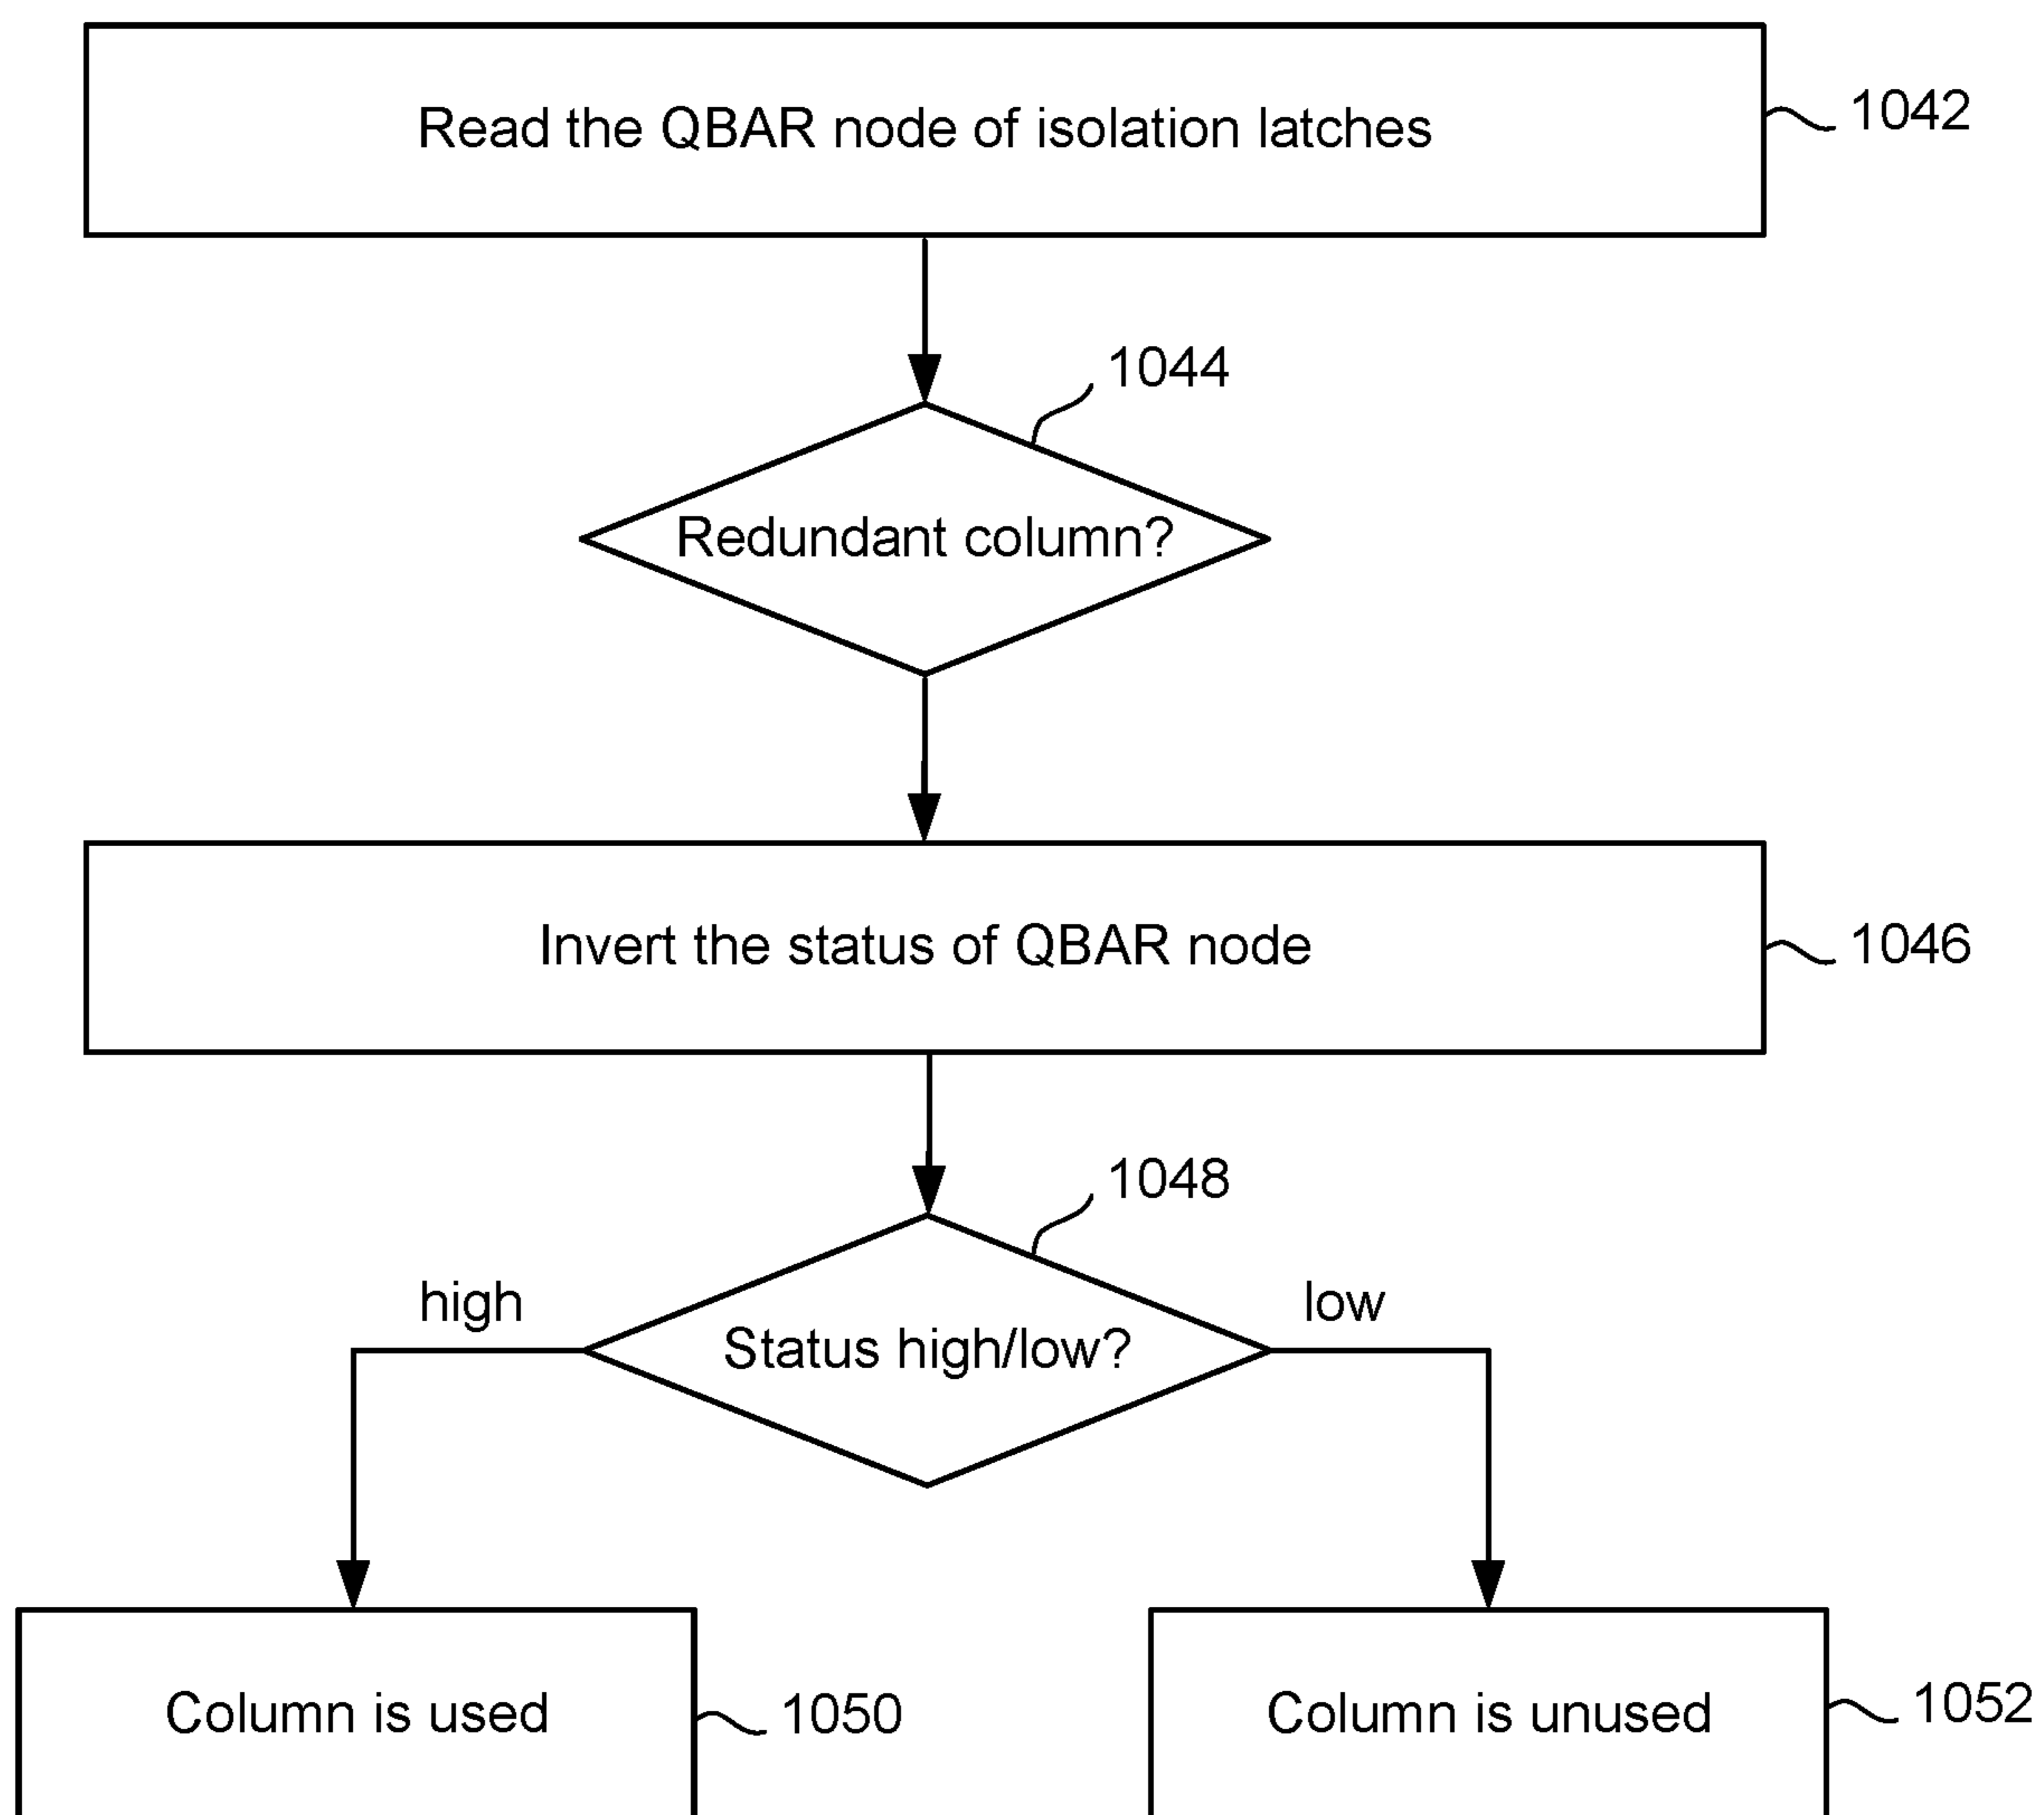 Read the QBAR node of isolation latches
1042
1044
Redundant column?
Invert the status of QBAR node
1046
1048
high
low
Status high/low?
Column is used
1050
Column is unused
1052